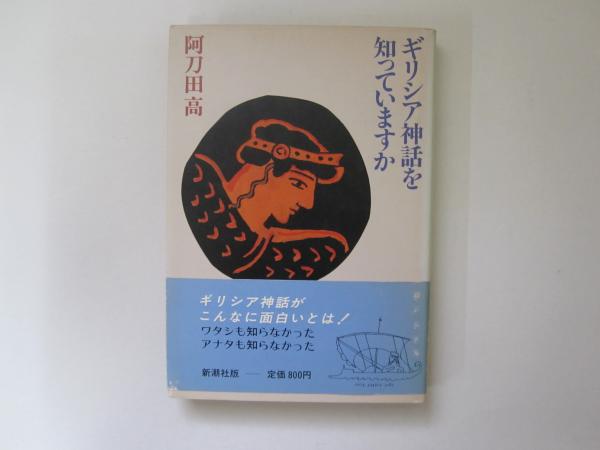 ギリシア神話を
知っていますか
阿刀田高
ギリシア神話が
こんなに面白いとは!
ワタシも知らなかった
アナタも知らなかった
新潮社版 ── 定価800円